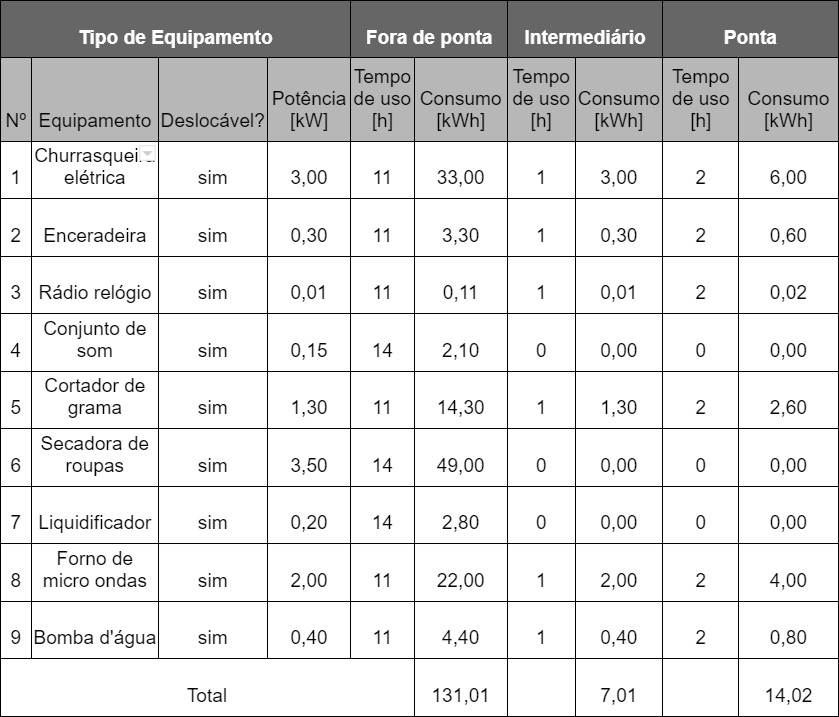 Tipo de Equipamento Fora de ponta Intermediário Ponta
Nº Equipamento Deslocável? Potência [kW] Tempo de uso [h] Consumo [kWh] Tempo de uso [h] Consumo [kWh] Tempo de uso [h] Consumo [kWh]
1 elétrica sim 3,00 11 33,00 1 3,00 2 6,00
2 Enceradeira sim 0,30 11 3,30 1 0,30 2 0,60
3 Rádio relógio sim 0,01 11 0,11 1 0,01 2 0,02
4 Conjunto de som sim 0,15 14 2,10 0 0,00 0 0,00
5 Cortador de grama sim 1,30 11 14,30 1 1,30 2 2,60
6 Secadora de roupas sim 3,50 14 49,00 0 0,00 0 0,00
7 Liquidificador sim 0,20 14 2,80 0 0,00 0 0,00
8 Forno de micro ondas sim 2,00 11 22,00 1 2,00 2 4,00
9 Bomba d'água sim 0,40 11 4,40 1 0,40 2 0,80
Total 131,01 7,01 14,02